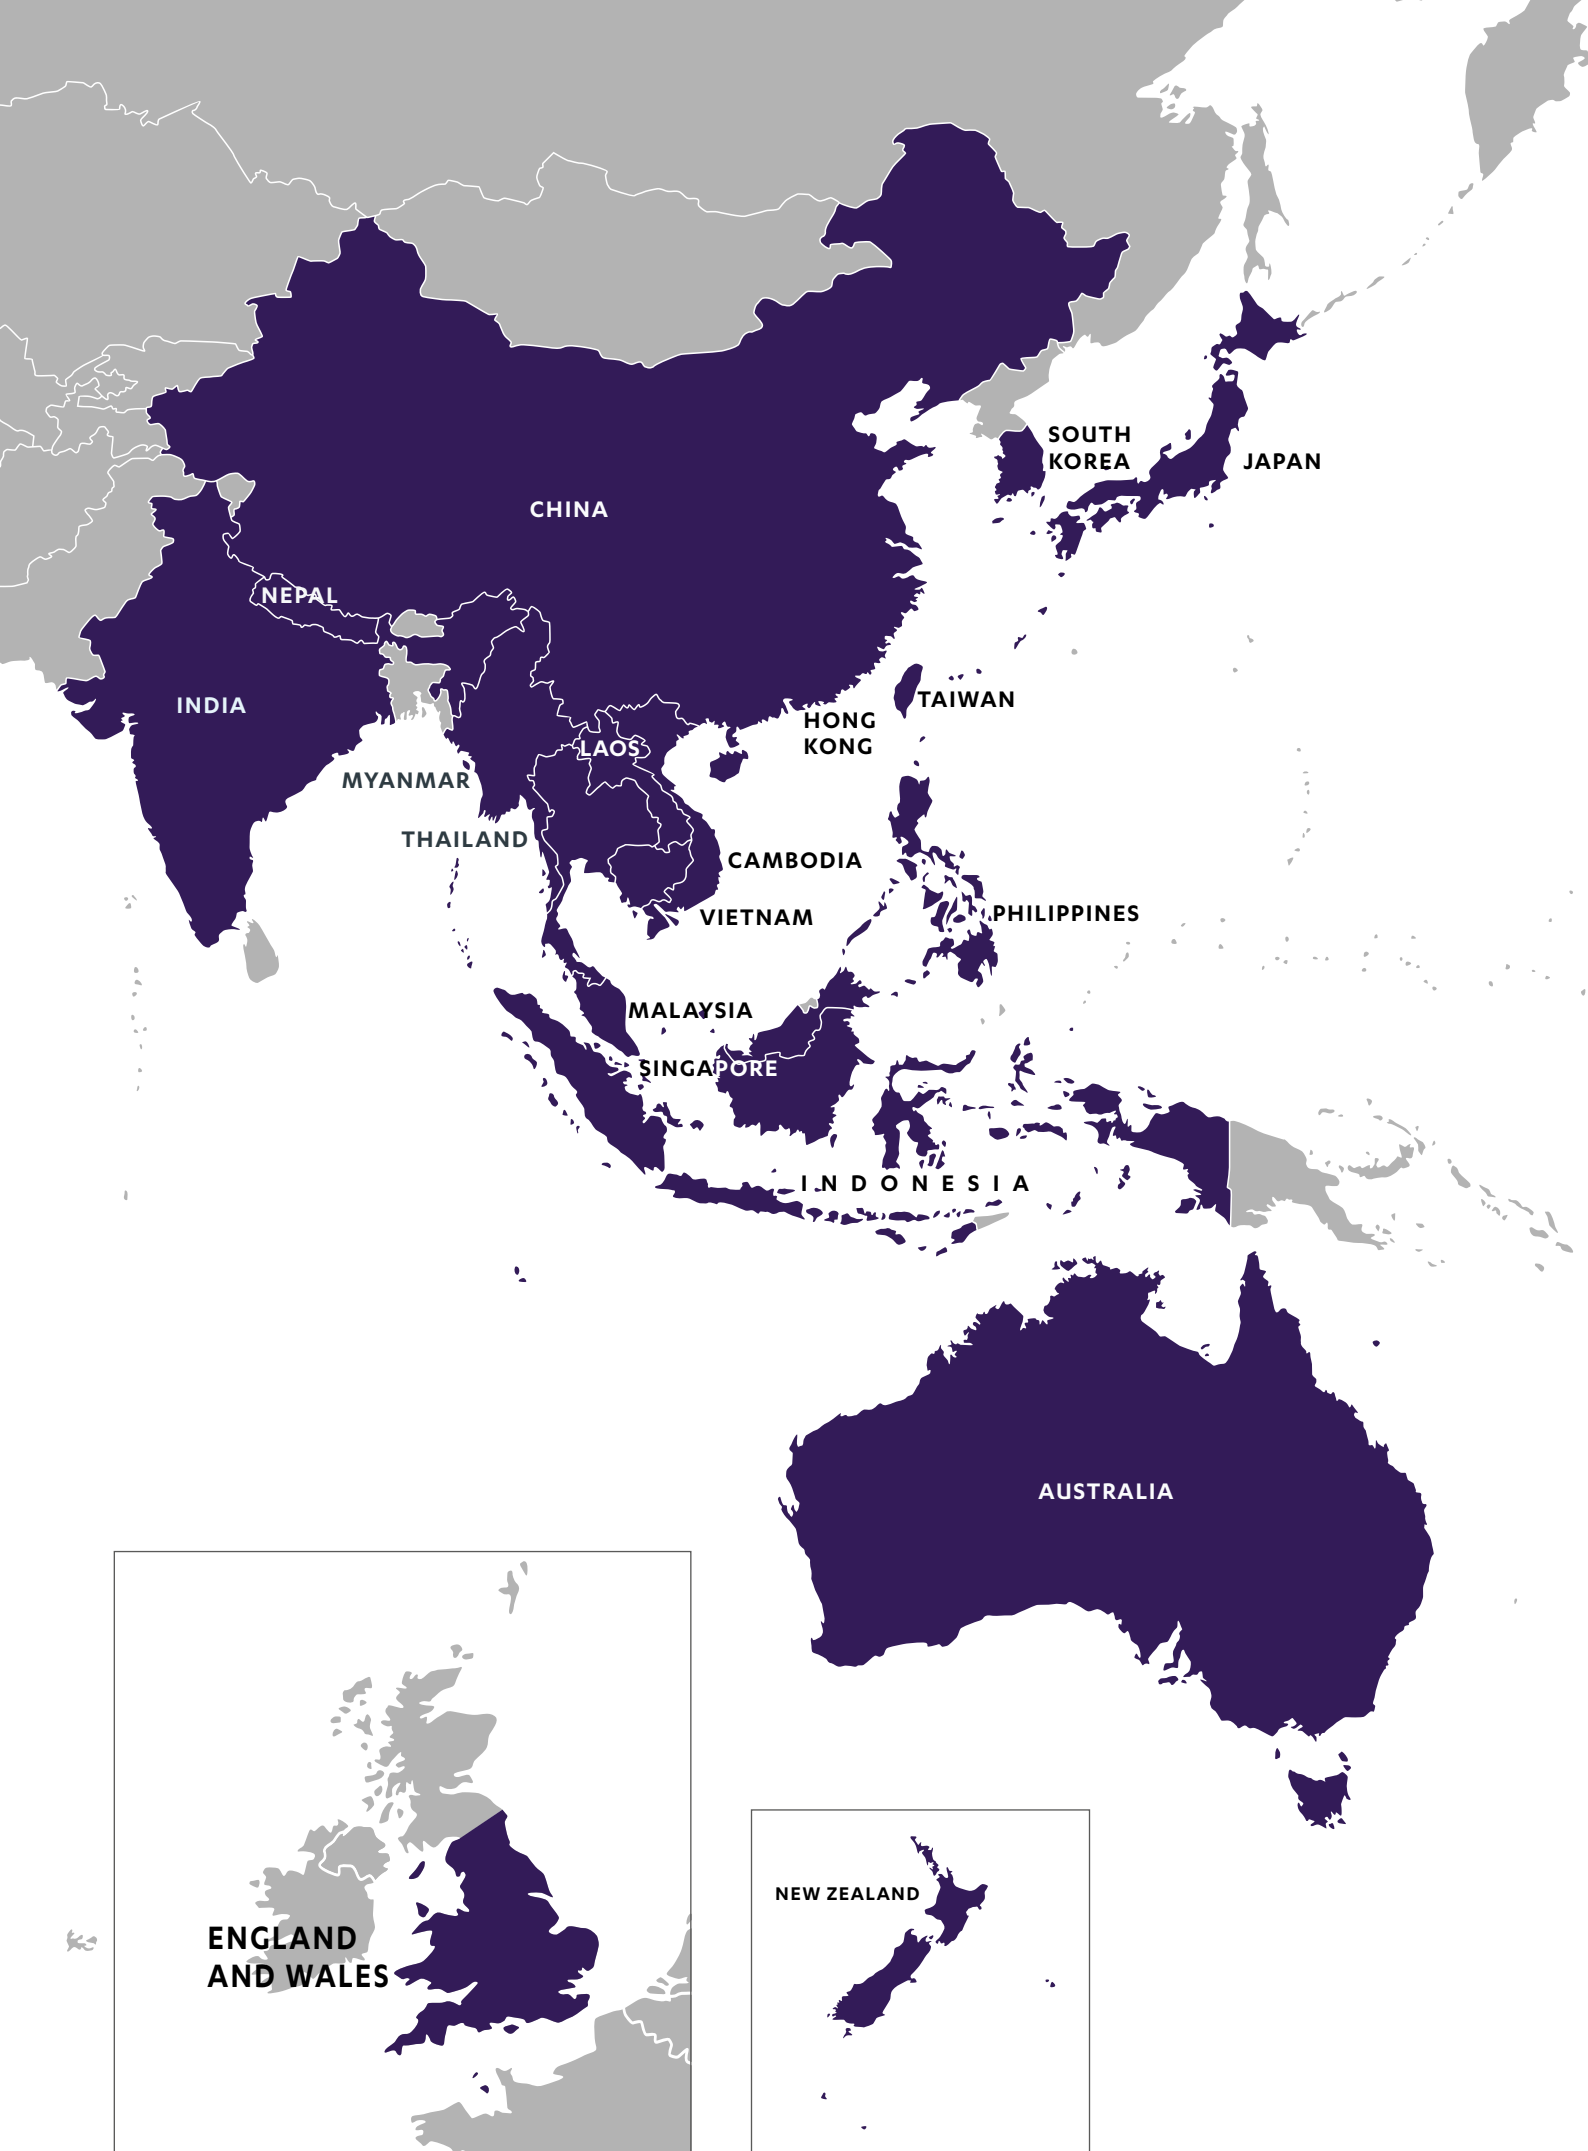 SOUTH
KOREA
JAPAN
CHINA
NEPAL
INDIA
TAIWAN
HONG
KONG
LAOS
MYANMAR
THAILAND
CAMBODIA
VIETNAM
PHILIPPINES
MALAYSIA
SINGAPORE
INDONESIA
AUSTRALIA
NEW ZEALAND
ENGLAND
AND WALES